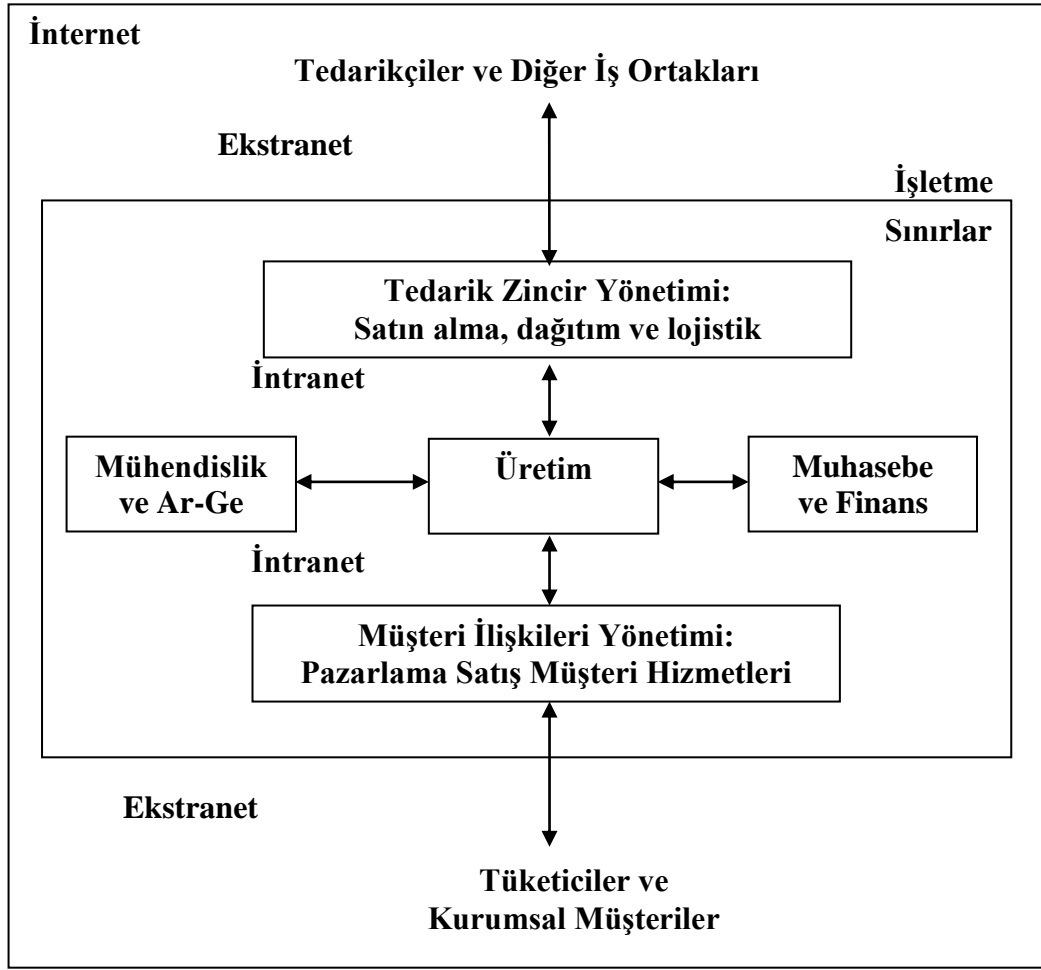 İnternet
Tedarikçiler ve Diğer İş Ortakları
Ekstranet
İşletme
Sınırlar
Tedarik Zincir Yönetimi:
Satın alma, dağıtım ve lojistik
İntranet
Mühendislik
ve Ar-Ge
Üretim
Muhasebe
ve Finans
İntranet
Müşteri İlişkileri Yönetimi:
Pazarlama Satış Müşteri Hizmetleri
Ekstranet
Tüketiciler ve
Kurumsal Müşteriler